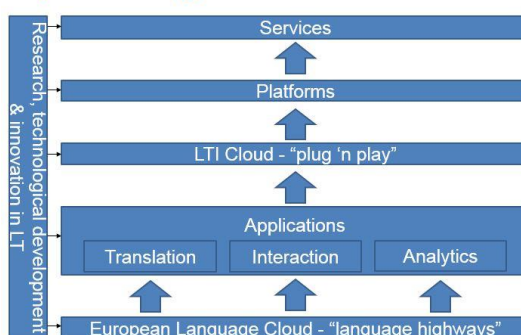 Research, technological development
& innovation in LT
Services
Platforms
LTI Cloud - “plug ‘n play”
Applications
Translation
Interaction
Analytics
European Language Cloud - “language highways”